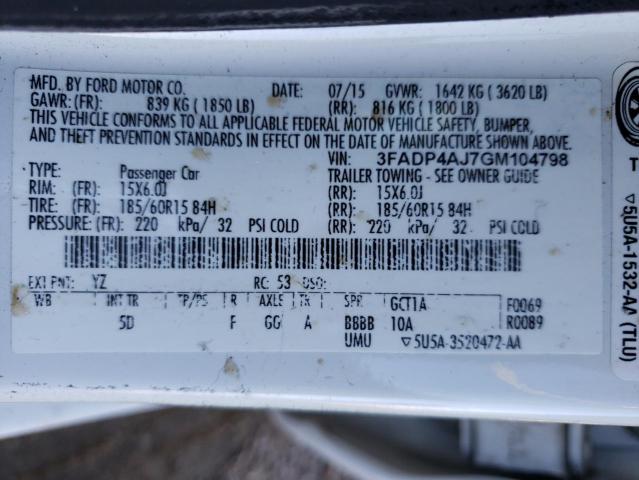 MFD. BY FORD MOTOR CO. DATE: 07/15 GVWR: 1642 KG ( 3620 LB)
GAWR: (FR): 839 KG ( 1850 LB) (RR): 816 KG ( 1800 LB)
THIS VEHICLE CONFORMS TO ALL APPLICABLE FEDERAL MOTOR VEHICLE SAFETY, BUMPER,
AND THEFT PREVENTION STANDARDS IN EFFECT ON THE DATE OF MANUFACTURE SHOWN ABOVE.
VIN: 3FADP4AJ7GM104798
TYPE: Passenger Car TRAILER TOWING - SEE OWNER GUIDE
RIM: (FR): 15X6.0J (RR): 15X6.0J
TIRE: (FR): 185/60R15 84H (RR): 185/60R15 84H
PRESSURE: (FR): 220 kPa/ 32 PSI COLD (RR): 220 kPa/ 32 PSI COLD
EXT PNT: YZ RC: 53 DSO:
WB INT TR TP/PS R AXLE TR SPR GCT1A F0069
5D F GG A BBBB 10A R0089
UMU ▽5U5A-3520472-AA
▽5U5A-1532-AA (TLU)